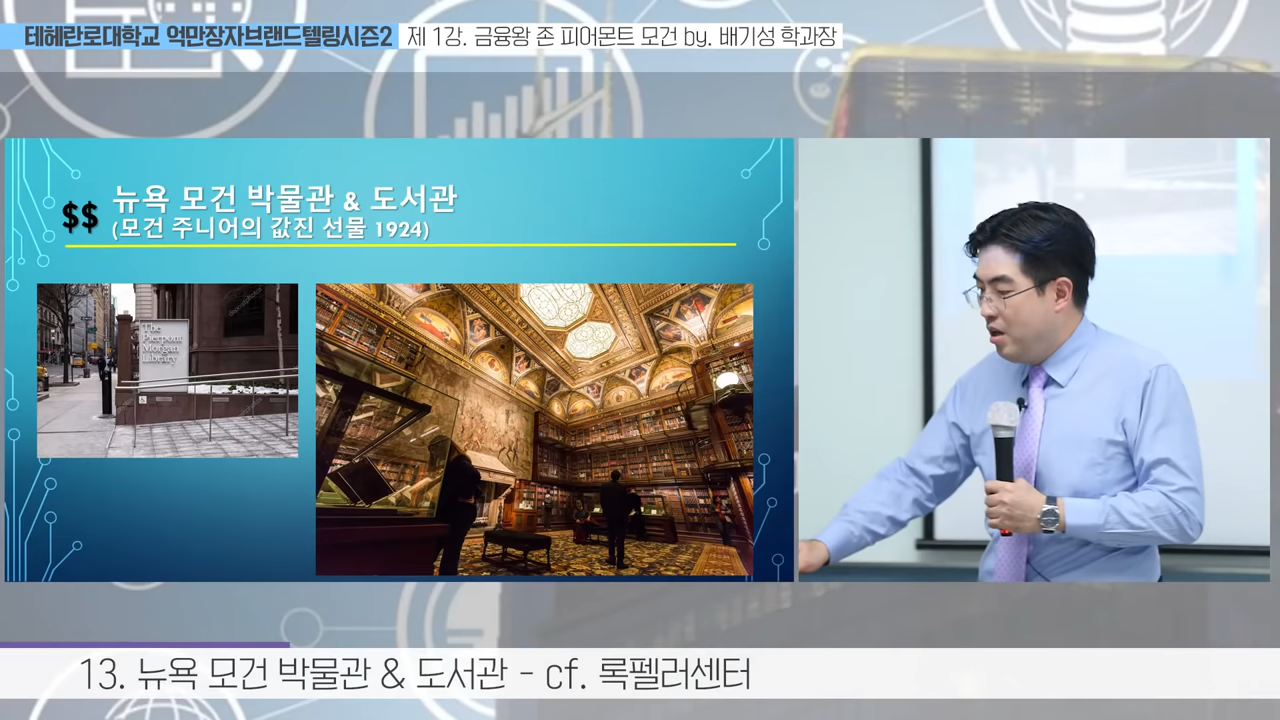 테헤란로대학교 억만장자브랜드텔링시즌2 제 1강. 금융왕 존 피어몬트 모건 by. 배기성 학과장
$$ 뉴욕 모건 박물관 & 도서관
(모건 주니어의 값진 선물 1924)
The
Pierpont
Morgan
Library
13. 뉴욕 모건 박물관 & 도서관 - cf. 록펠러센터